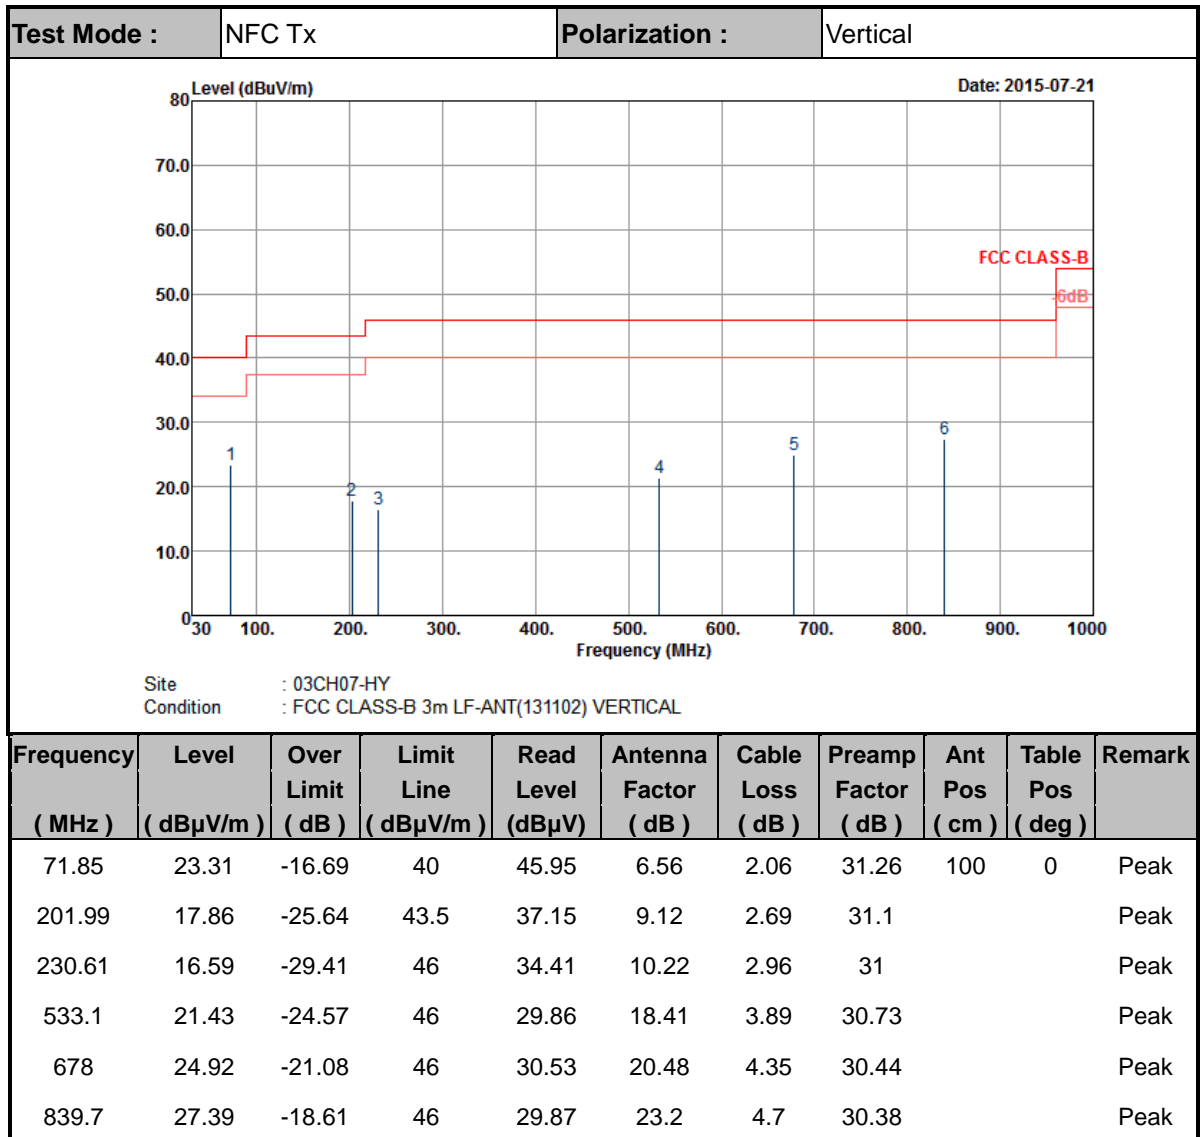 Test Mode : NFC Tx Polarization : Vertical
Level (dBuV/m) Date: 2015-07-21
80
70.0
60.0
FCC CLASS-B
50.0
-6dB
40.0
30.0
6
5
1
4
20.0
2
3
10.0
0
30 100. 200. 300. 400. 500. 600. 700. 800. 900. 1000
Frequency (MHz)
Site : 03CH07-HY
Condition : FCC CLASS-B 3m LF-ANT(131102) VERTICAL
Frequency Level Over Limit Read Antenna Cable Preamp Ant Table Remark
Limit Line Level Factor Loss Factor Pos Pos
( MHz ) ( dBµV/m ) ( dB ) ( dBµV/m ) (dBµV) ( dB ) ( dB ) ( dB ) ( cm ) ( deg )
71.85 23.31 -16.69 40 45.95 6.56 2.06 31.26 100 0 Peak
201.99 17.86 -25.64 43.5 37.15 9.12 2.69 31.1 Peak
230.61 16.59 -29.41 46 34.41 10.22 2.96 31 Peak
533.1 21.43 -24.57 46 29.86 18.41 3.89 30.73 Peak
678 24.92 -21.08 46 30.53 20.48 4.35 30.44 Peak
839.7 27.39 -18.61 46 29.87 23.2 4.7 30.38 Peak